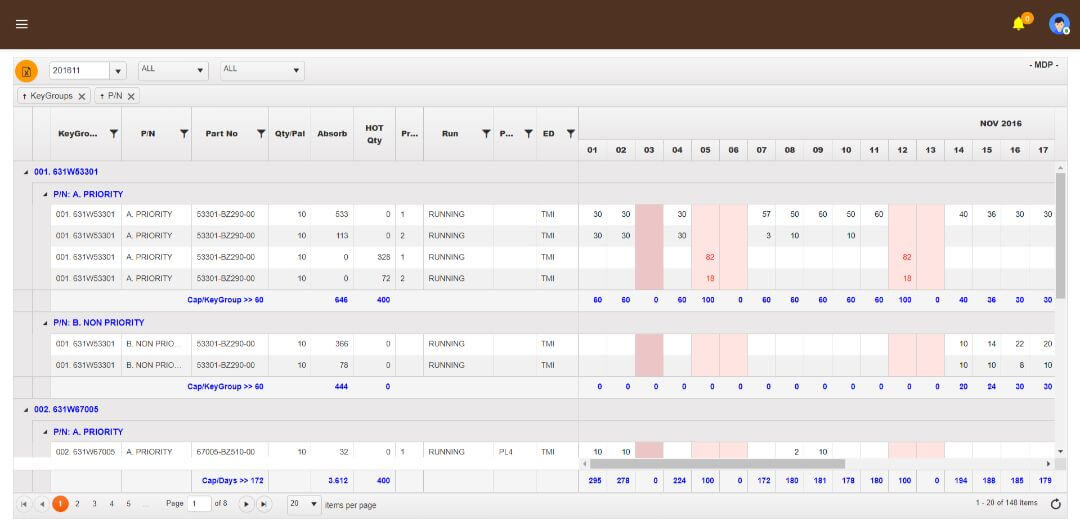 0
201611 ALL ALL - MDP -
KeyGroups P/N
NOV 2016
KeyGro... P/N Part No Qty/Pal Absorb HOT Qty Pr... Run P... ED
01 02 03 04 05 06 07 08 09 10 11 12 13 14 15 16 17
001. 631W53301
P/N: A. PRIORITY
001. 631W53301 A. PRIORITY 53301-BZ290-00 10 533 0 1 RUNNING TMI 30 30 30 57 50 60 50 60 40 36 30 30
001. 631W53301 A. PRIORITY 53301-BZ290-00 10 113 0 2 RUNNING TMI 30 30 30 3 10 10
001. 631W53301 A. PRIORITY 53301-BZ290-00 10 0 328 1 RUNNING TMI 82 82
001. 631W53301 A. PRIORITY 53301-BZ290-00 10 0 72 2 RUNNING TMI 18 18
Cap/KeyGroup >> 60 646 400 60 60 0 60 100 0 60 60 60 60 60 100 0 40 36 30 30
P/N: B. NON PRIORITY
001. 631W53301 B. NON PRIO... 53301-BZ290-00 10 366 0 RUNNING TMI 10 14 22 20
001. 631W53301 B. NON PRIO... 53301-BZ290-00 10 78 0 RUNNING TMI 10 10 8 10
Cap/KeyGroup >> 60 444 0 0 0 0 0 0 0 0 0 0 0 0 0 0 20 24 30 30
002. 631W67005
P/N: A. PRIORITY
002. 631W67005 A. PRIORITY 67005-BZ510-00 10 32 0 1 RUNNING PL4 TMI 10 10 2 10
Cap/Days >> 172 3.612 400 295 278 0 224 100 0 172 180 181 178 180 100 0 194 188 185 179
1 2 3 4 5 ... Page 1 of 8 20 items per page 1 - 20 of 148 items